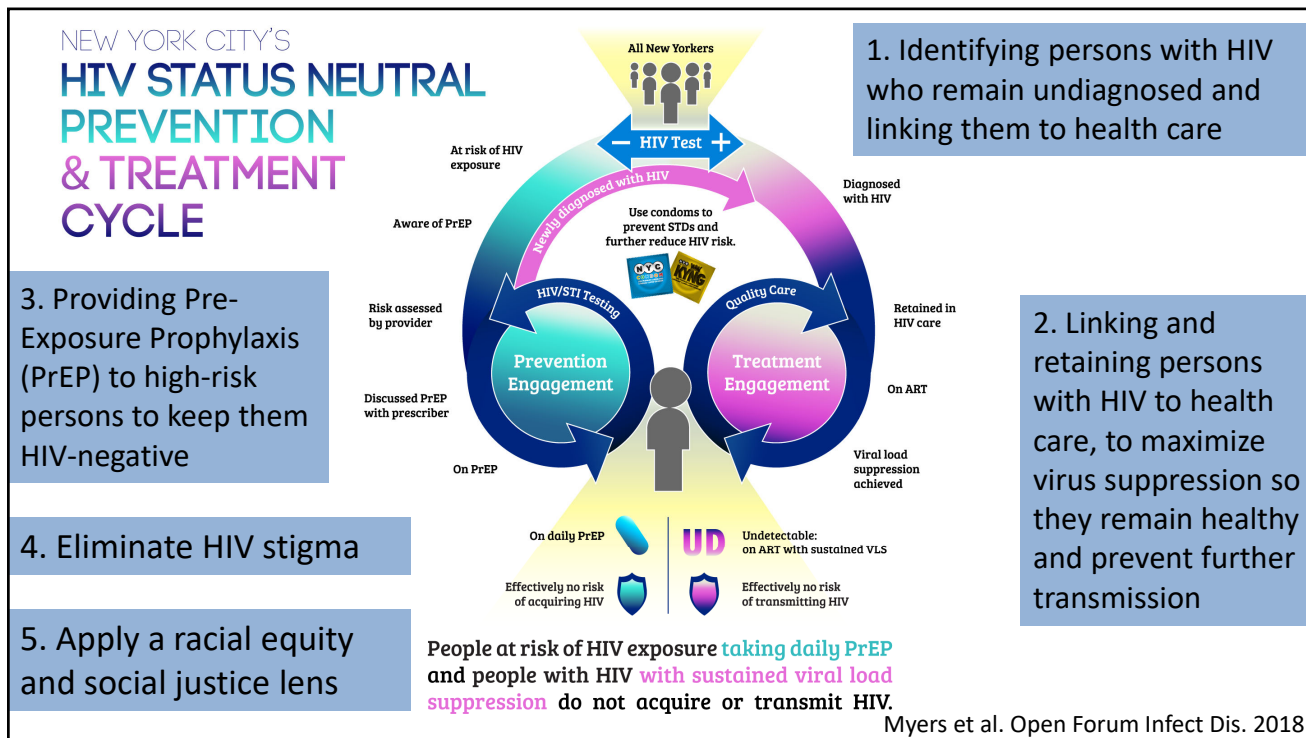 NEW YORK CITY'S
HIV STATUS NEUTRAL
PREVENTION
& TREATMENT
CYCLE
1. Identifying persons with HIV
who remain undiagnosed and
linking them to health care
All New Yorkers
− HIV Test +
At risk of HIV
exposure
Aware of PrEP
Risk assessed
by provider
Discussed PrEP
with prescriber
On PrEP
Newly diagnosed with HIV
Use condoms to
prevent STDs and
further reduce HIV risk.
NYC
KYNG
HIV/STI Testing
Prevention
Engagement
Quality Care
Treatment
Engagement
Diagnosed
with HIV
Retained in
HIV care
On ART
Viral load
suppression
achieved
3. Providing Pre-
Exposure Prophylaxis
(PrEP) to high-risk
persons to keep them
HIV-negative
2. Linking and
retaining persons
with HIV to health
care, to maximize
virus suppression so
they remain healthy
and prevent further
transmission
4. Eliminate HIV stigma
5. Apply a racial equity
and social justice lens
On daily PrEP
Effectively no risk
of acquiring HIV
UD
Undetectable:
on ART with sustained VLS
Effectively no risk
of transmitting HIV
People at risk of HIV exposure taking daily PrEP
and people with HIV with sustained viral load
suppression do not acquire or transmit HIV.
Myers et al. Open Forum Infect Dis. 2018